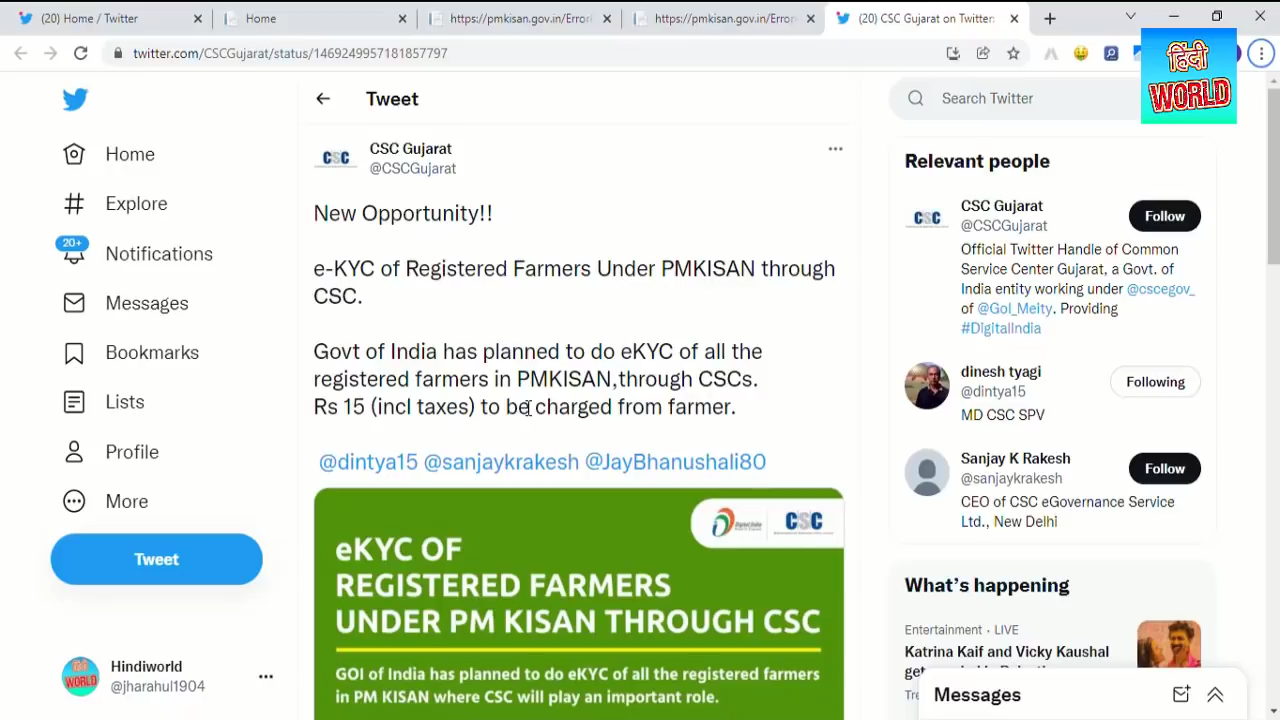 (20) Home / Twitter
Home
https://pmkisan.gov.in/Error
https://pmkisan.gov.in/Error
(20) CSC Gujarat on Twitter:
twitter.com/CSCGujarat/status/1469249957181857797
हिंदी
WORLD
Home
Explore
20+
Notifications
Messages
Bookmarks
Lists
Profile
More
Tweet
Hindiworld
@jharahul1904
हिंदी
WORLD
Tweet
CSC
CSC Gujarat
@CSCGujarat
New Opportunity!!
e-KYC of Registered Farmers Under PMKISAN through
CSC.
Govt of India has planned to do eKYC of all the
registered farmers in PMKISAN,through CSCs.
Rs 15 (incl taxes) to be charged from farmer.
@dintya15 @sanjaykrakesh @JayBhanushali80
Digital India CSC
eKYC OF
REGISTERED FARMERS
UNDER PM KISAN THROUGH CSC
GOI of India has planned to do eKYC of all the registered farmers
in PM KISAN where CSC will play an important role.
Search Twitter
Relevant people
CSC
CSC Gujarat
@CSCGujarat
Follow
Official Twitter Handle of Common
Service Center Gujarat, a Govt. of
India entity working under @cscegov_
of @GoI_Meity. Providing
#DigitalIndia
dinesh tyagi
@dintya15
Following
MD CSC SPV
Sanjay K Rakesh
@sanjaykrakesh
Follow
CEO of CSC eGovernance Service
Ltd., New Delhi
What's happening
Entertainment · LIVE
Katrina Kaif and Vicky Kaushal
Messages